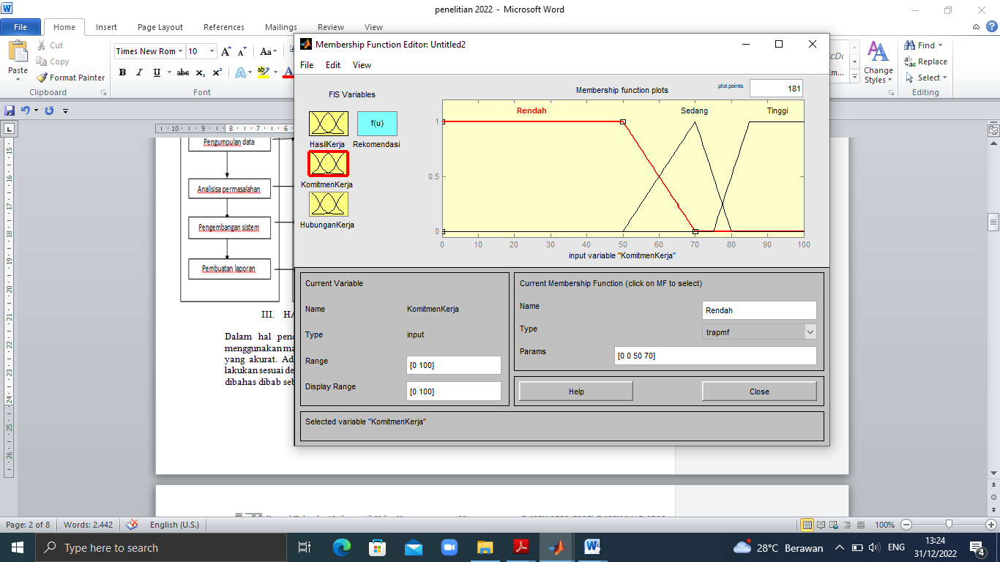 penelitian 2022 - Microsoft Word
File Home Insert Page Layout References Mailings Review View
Paste
Cut
Copy
Format Painter
Clipboard
Times New Rom 10
B I U abc
Font
Change Styles
Find
Replace
Select
Editing
Membership Function Editor: Untitled2
File Edit View
FIS Variables
HasilKerja
f(u)
Rekomendasi
KomitmenKerja
HubunganKerja
Membership function plots
plot points:
181
Rendah Sedang Tinggi
1
0.5
0
0 10 20 30 40 50 60 70 80 90 100
input variable "KomitmenKerja"
Current Variable
Name KomitmenKerja
Type input
Range [0 100]
Display Range [0 100]
Current Membership Function (click on MF to select)
Name Rendah
Type trapmf
Params [0 0 50 70]
Help Close
Selected variable "KomitmenKerja"
Pengumpulan data
Analisisa permasalahan
Pengembangan sistem
Pembuatan laporan
III. HA
Dalam hal pene
menggunakan ma
yang akurat. Ad
lakukan sesuai de
dibahas dibab seb
Page: 2 of 8 Words: 2.442 English (U.S.) 100%
Type here to search
28°C Berawan ENG 13:24
31/12/2022
4